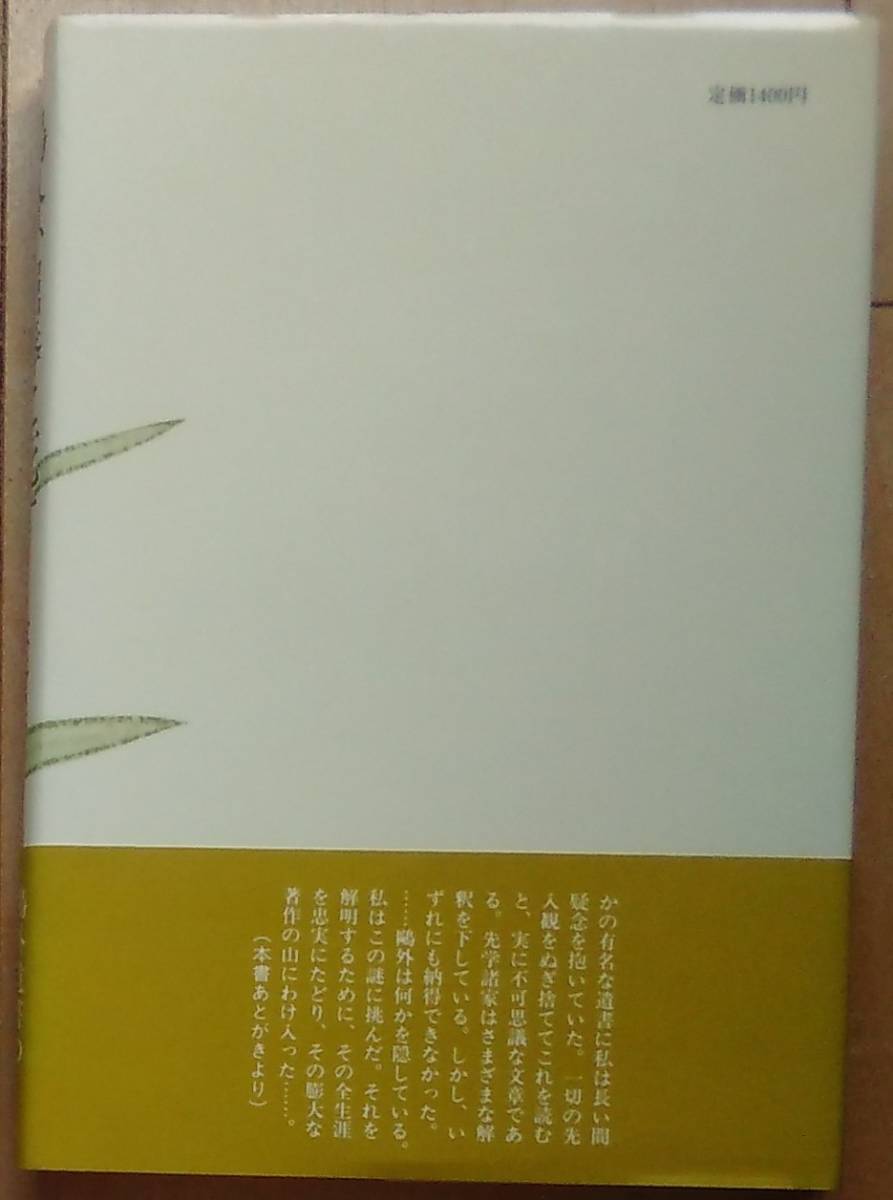 定価1400円
かの有名な遺書に私は長い間
疑念を抱いていた。一切の先
入観をぬぎ捨ててこれを読む
と、実に不可思議な文章であ
る。先学諸家はさまざまな解
釈を下している。しかし、い
ずれにも納得できなかった。
……鷗外は何かを隠している。
私はこの謎に挑んだ。それを
解明するために、その全生涯
を忠実にたどり、その膨大な
著作の山にわけ入った……。
(本書あとがきより)